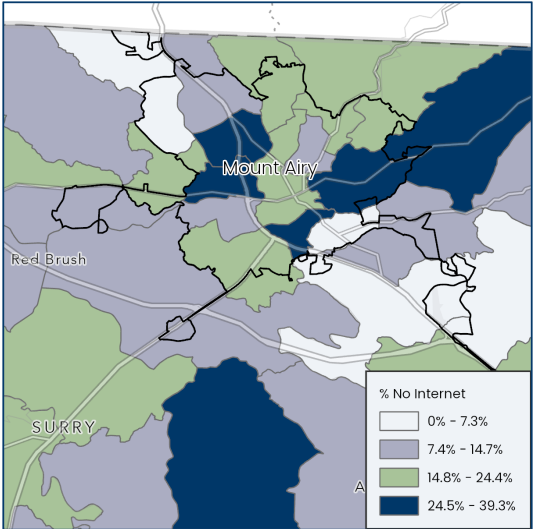 Mount Airy
Red Brush
SURRY
A
% No Internet
0% - 7.3%
7.4% - 14.7%
14.8% - 24.4%
24.5% - 39.3%